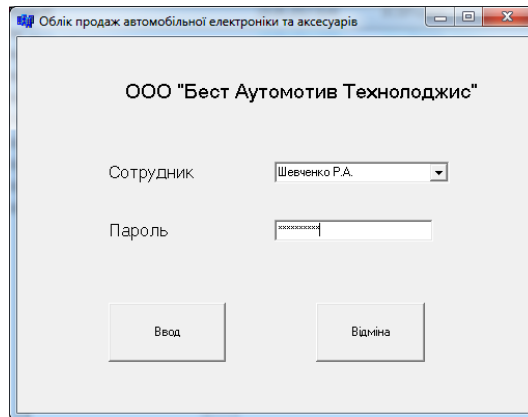 Облік продаж автомобільної електроніки та аксесуарів
ООО "Бест Аутомотив Технолоджис"
Сотрудник
Шевченко Р.А.
Пароль
××××××××××
Ввод
Відміна